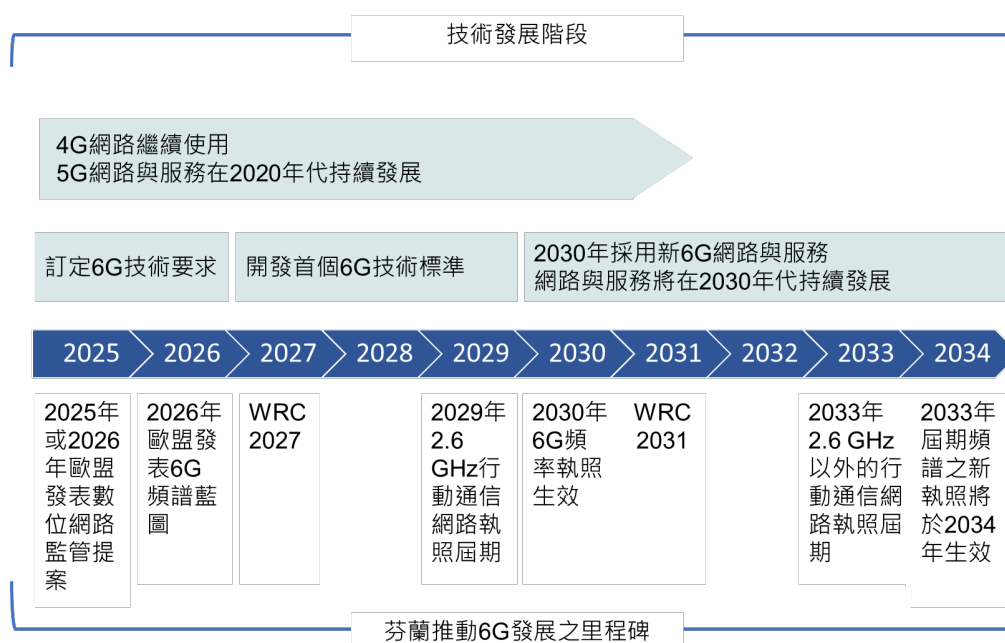 技術發展階段
4G網路繼續使用
5G網路與服務在2020年代持續發展
訂定6G技術要求
開發首個6G技術標準
2030年採用新6G網路與服務
網路與服務將在2030年代持續發展
2025
2026
2027
2028
2029
2030
2031
2032
2033
2034
2025年
或2026
年歐盟
發表數
位網路
監管提
案
2026年
歐盟發
表6G
頻譜藍
圖
WRC
2027
2029年
2.6
GHz行
動通信
網路執
照屆期
2030年
6G頻
率執照
生效
WRC
2031
2033年
2.6 GHz
以外的行
動通信網
路執照屆
期
2033年
屆期頻
譜之新
執照將
於2034
年生效
芬蘭推動6G發展之里程碑